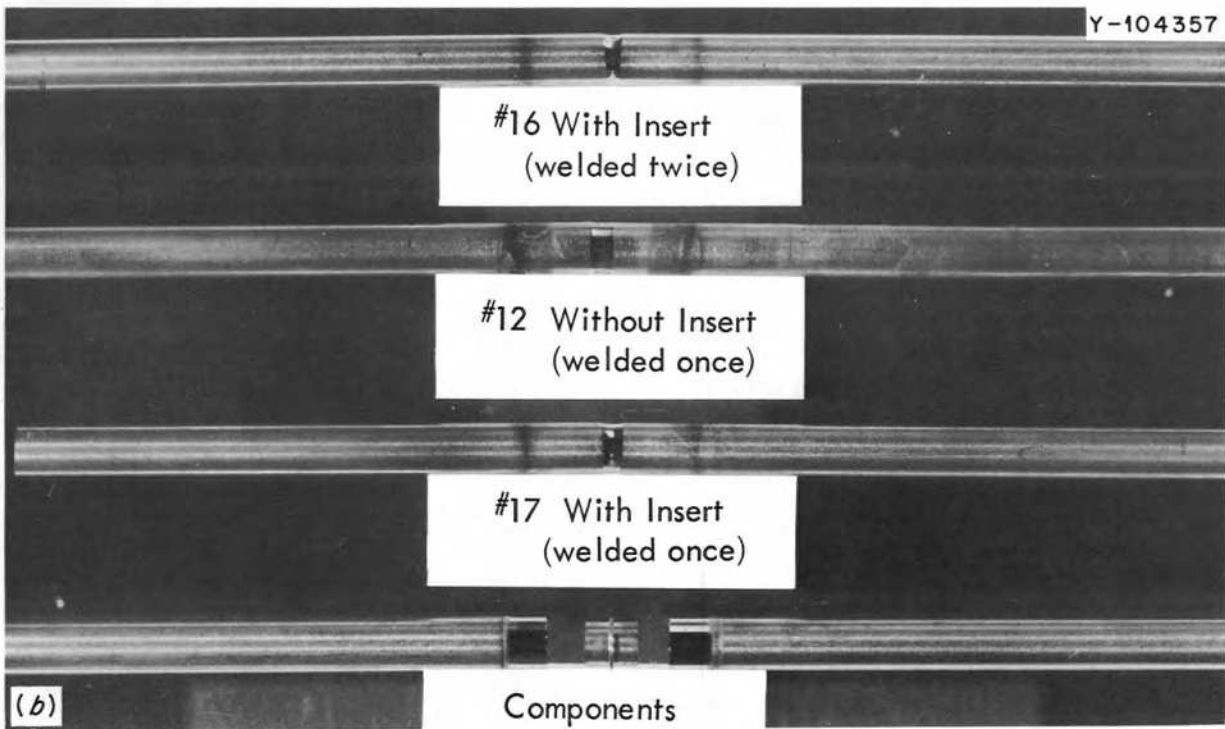 Y-104357
#16 With Insert
(welded twice)
#12 Without Insert
(welded once)
#17 With Insert
(welded once)
(b)
Components